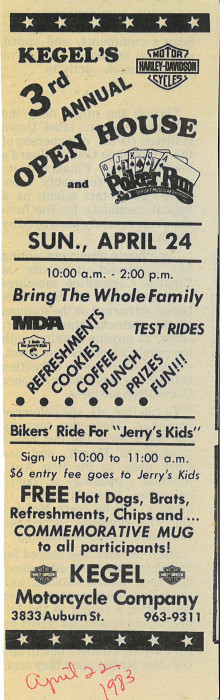 KEGEL'S
MOTOR
HARLEY-DAVIDSON
CYCLES
3rd
ANNUAL
OPEN HOUSE
and
Poker Run
SUN., APRIL 24
10:00 a.m. - 2:00 p.m.
Bring The Whole Family
MDA
TEST RIDES
REFRESHMENTS
COOKIES
COFFEE
PUNCH
PRIZES
FUN!!!
Bikers' Ride For "Jerry's Kids"
Sign up 10:00 to 11:00 a.m.
$6 entry fee goes to Jerry's Kids
FREE Hot Dogs, Brats,
Refreshments, Chips and ...
COMMEMORATIVE MUG
to all participants!
KEGEL
Motorcycle Company
3833 Auburn St. 963-9311
April 22
1983